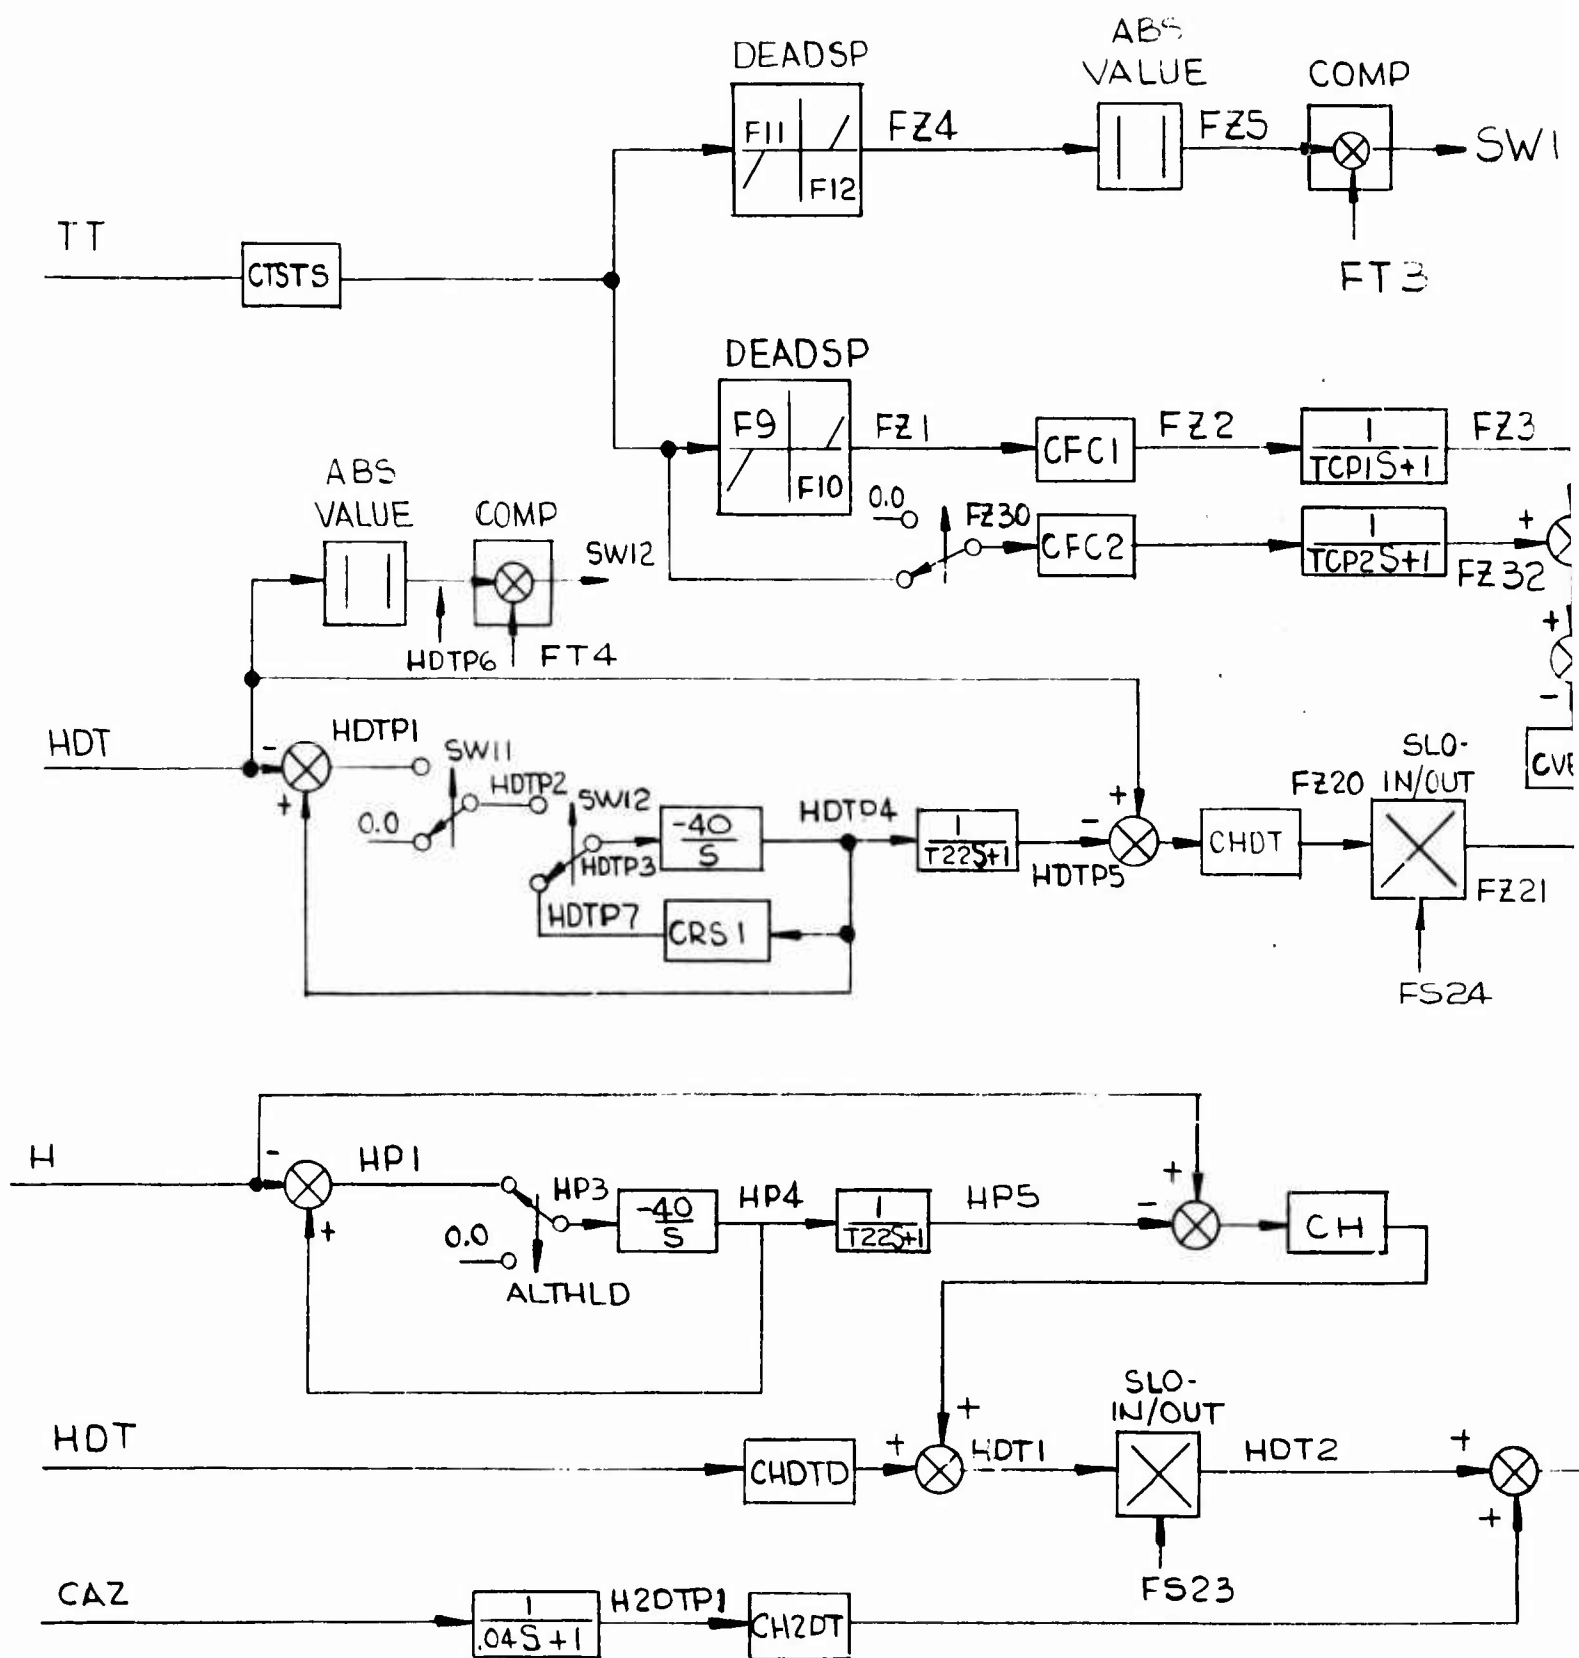 ABS
DEADSP
VALUE
COMP
F11
F12
FZ4
FZ5
SW1
FT3
TT
CTSTS
DEADSP
F9
F10
FZ1
CFC1
FZ2
1
TCP1S+1
FZ3
0.0
FZ30
CFC2
1
TCP2S+1
+
FZ32
ABS
VALUE
COMP
SW12
HDTP6
FT4
+
-
HDT
-
+
HDTP1
SW11
HDTP2
0.0
SW12
HDTP3
-40
S
HDTP4
1
T22S+1
HDTP5
+
-
CHDT
FZ20
SLO-
IN/OUT
FZ21
FS24
HDTP7
CRS1
H
-
+
HP1
HP3
0.0
ALTHLD
-40
S
HP4
1
T22S+1
HP5
+
-
CH
HDT
CHDTD
+
+
HDT1
SLO-
IN/OUT
HDT2
FS23
+
+
CAZ
1
.04S+1
H2DTP1
CH2DT